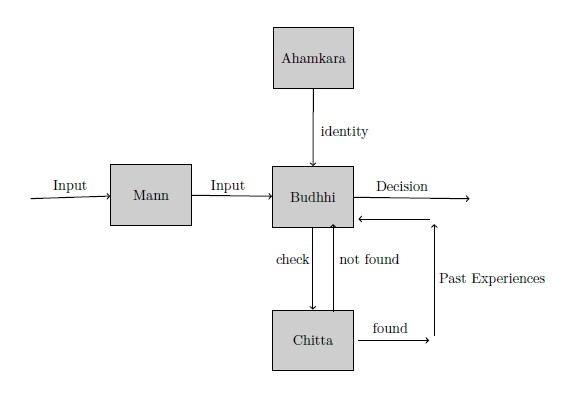 Ahamkara
identity
Input
Mann
Input
Budhhi
Decision
check
not found
Past Experiences
Chitta
found